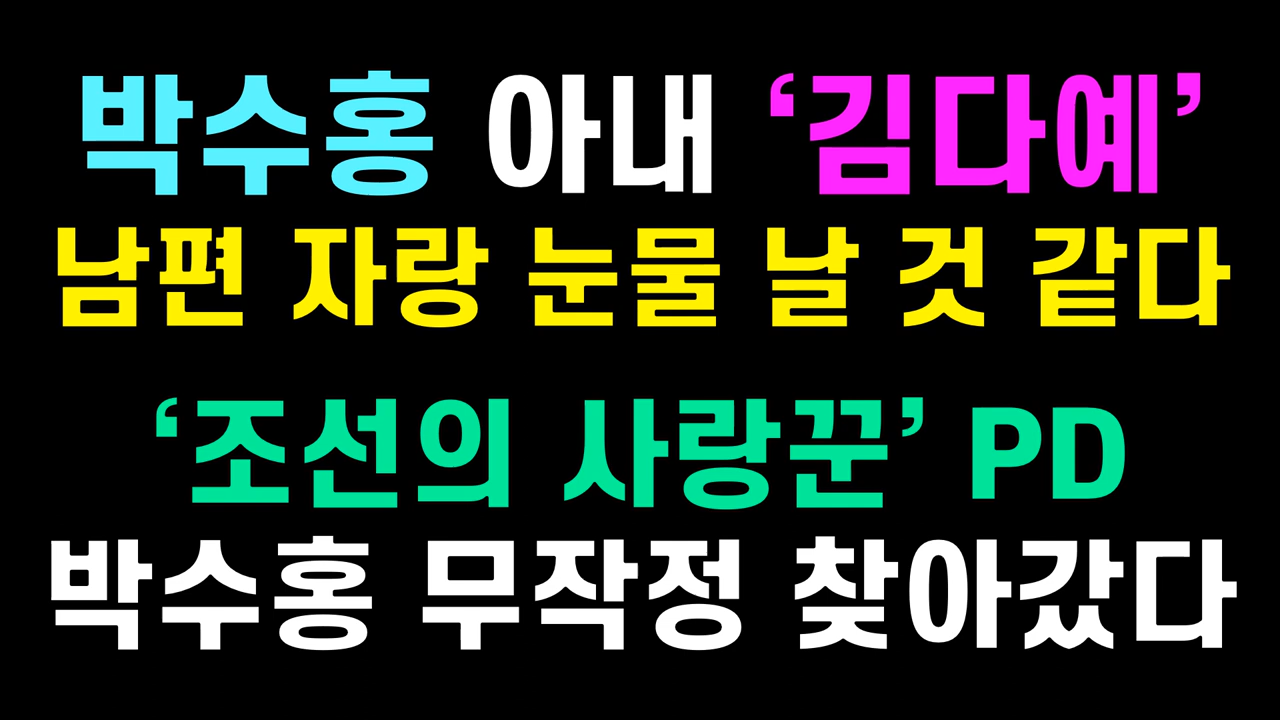 박수홍 아내 ‘김다예’
남편 자랑 눈물 날 것 같다
‘조선의 사랑꾼’ PD
박수홍 무작정 찾아갔다